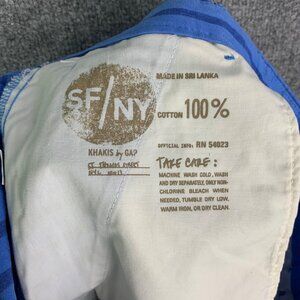 SF/NY
KHAKIS by GAP
MADE IN SRI LANKA
COTTON 100%
OFFICIAL INFO: RN 54023
TAKE CARE:
MACHINE WASH COLD, WASH
AND DRY SEPARATELY, ONLY NON-
CHLORINE BLEACH WHEN
NEEDED, TUMBLE DRY LOW,
WARM IRON, OR DRY CLEAN.